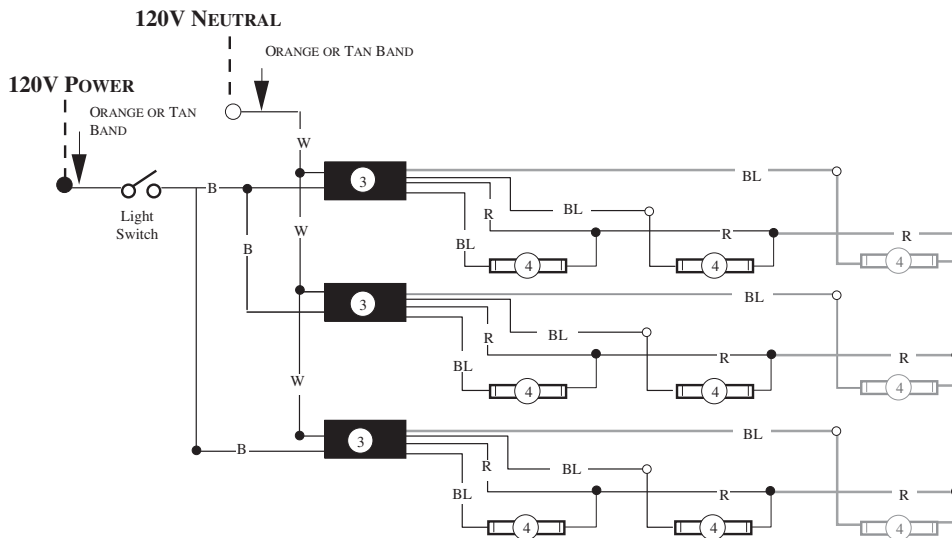 120V NEUTRAL
ORANGE OR TAN BAND
120V POWER
ORANGE OR TAN
BAND
W
3
BL
B
R
BL
Light
Switch
W
BL
R
R
B
4
4
4
3
BL
R
BL
BL
R
R
W
4
4
4
3
BL
B
R
BL
BL
R
R
4
4
4